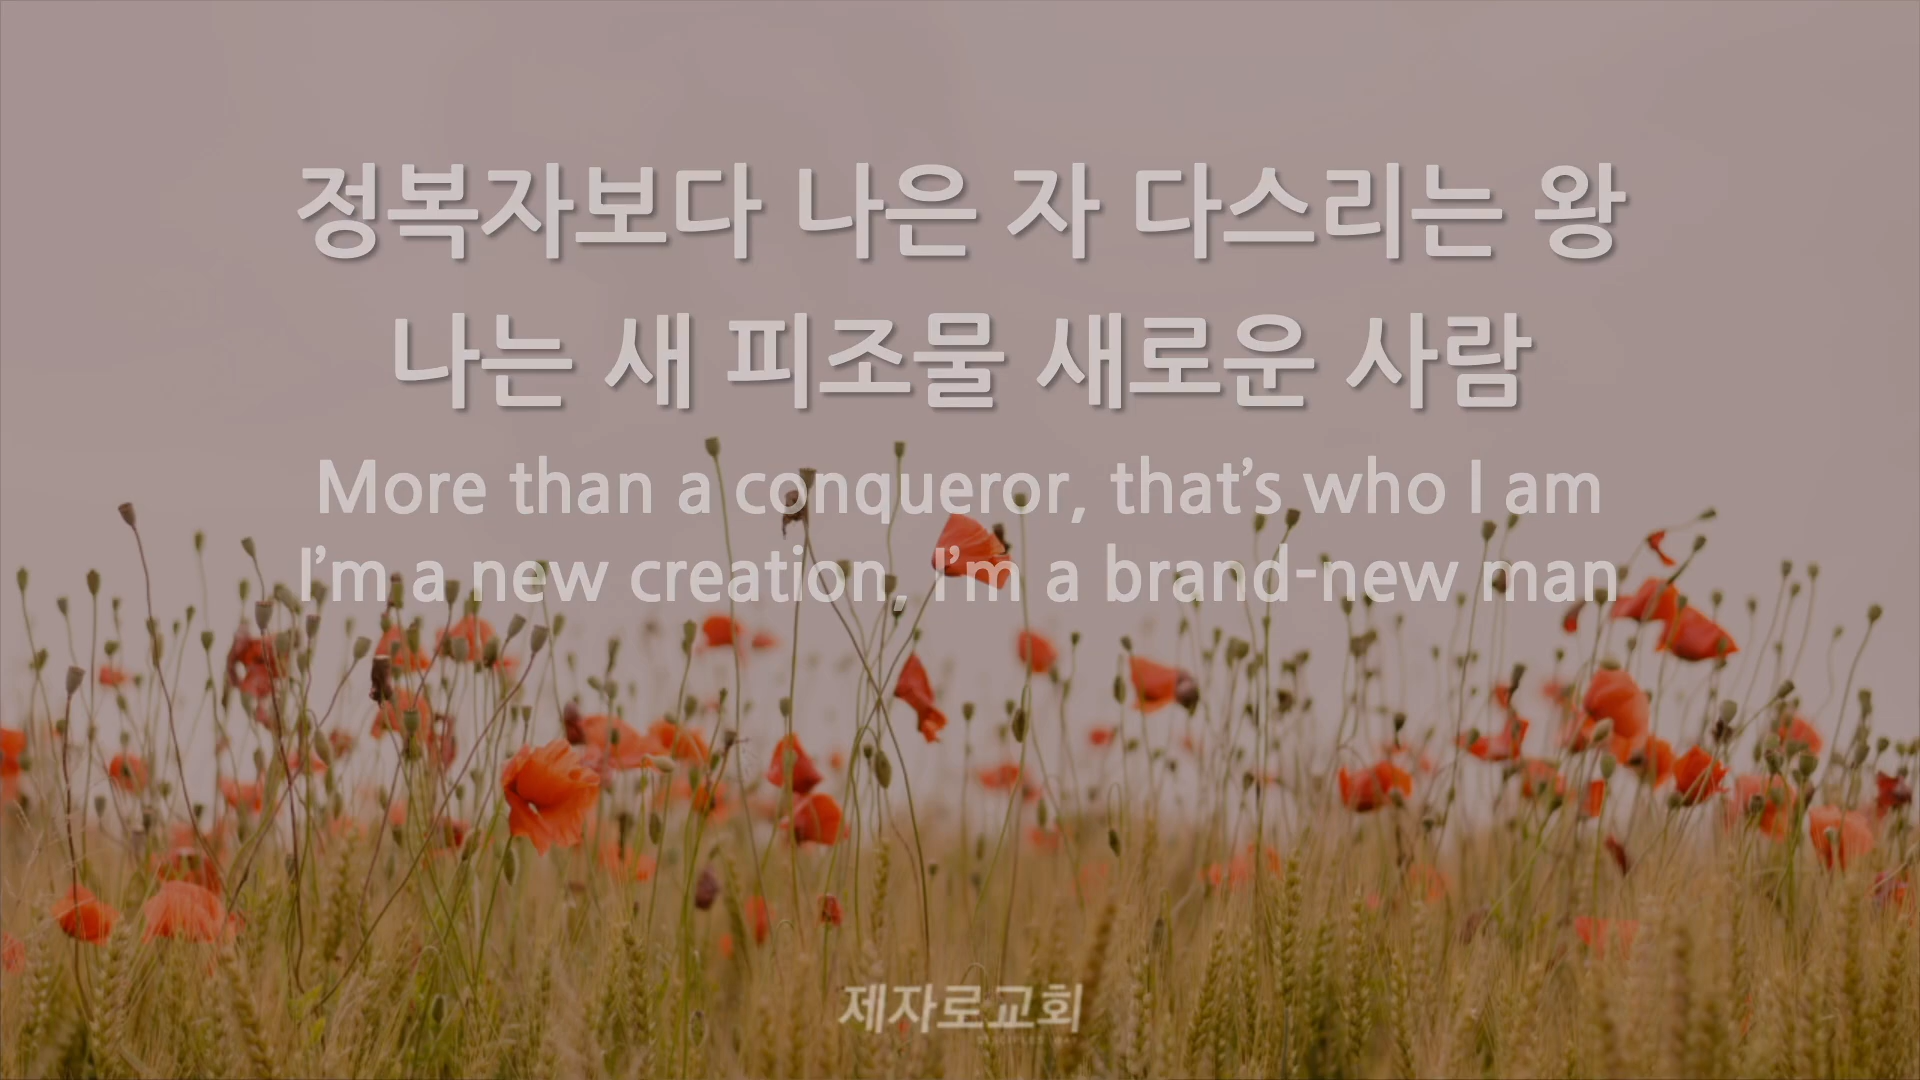 정복자보다 나은 자 다스리는 왕
나는 새 피조물 새로운 사람
More than a conqueror, that’s who I am
I’m a new creation, I’m a brand-new man
제자로교회